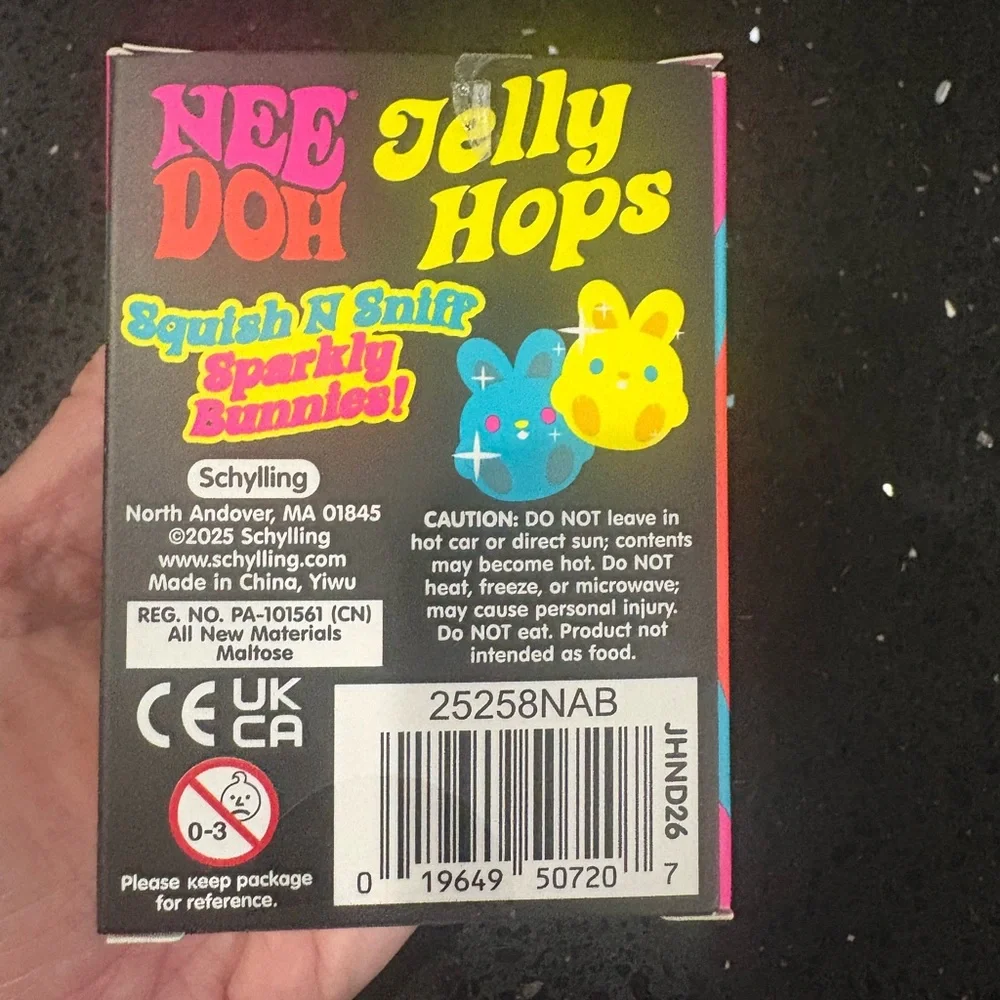 NEE
DOH
Jelly
Hops
Squish N Sniff
Sparkly
Bunnies!
Schylling
North Andover, MA 01845
©2025 Schylling
www.schylling.com
Made in China, Yiwu
REG. NO. PA-101561 (CN)
All New Materials
Maltose
CAUTION: DO NOT leave in
hot car or direct sun; contents
may become hot. Do NOT
heat, freeze, or microwave;
may cause personal injury.
Do NOT eat. Product not
intended as food.
CE
UK
CA
0-3
Please keep package
for reference.
25258NAB
JHND26
0 19649 50720 7